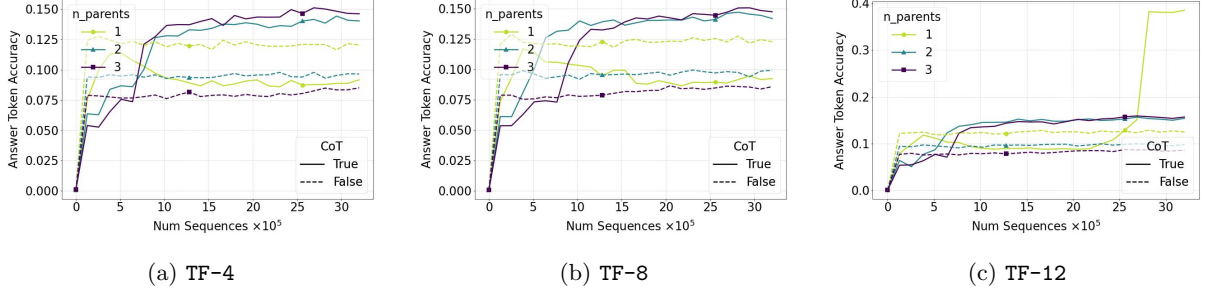 Answer Token Accuracy
0.150
0.125
0.100
0.075
0.050
0.025
0.000
n_parents
1
2
3
CoT
True
False
0 5 10 15 20 25 30
Num Sequences ×10⁵
(a) TF-4
Answer Token Accuracy
0.150
0.125
0.100
0.075
0.050
0.025
0.000
n_parents
1
2
3
CoT
True
False
0 5 10 15 20 25 30
Num Sequences ×10⁵
(b) TF-8
Answer Token Accuracy
0.4
0.3
0.2
0.1
0.0
n_parents
1
2
3
CoT
True
False
0 5 10 15 20 25 30
Num Sequences ×10⁵
(c) TF-12